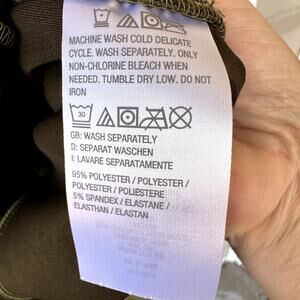 MACHINE WASH COLD DELICATE
CYCLE. WASH SEPARATELY. ONLY
NON-CHLORINE BLEACH WHEN
NEEDED. TUMBLE DRY LOW. DO NOT
IRON
30
GB: WASH SEPARATELY
D: SEPARAT WASCHEN
I: LAVARE SEPARATAMENTE
95% POLYESTER / POLYESTER /
POLYESTER / POLIESTERE
5% SPANDEX / ELASTANE /
ELASTHAN / ELASTAN